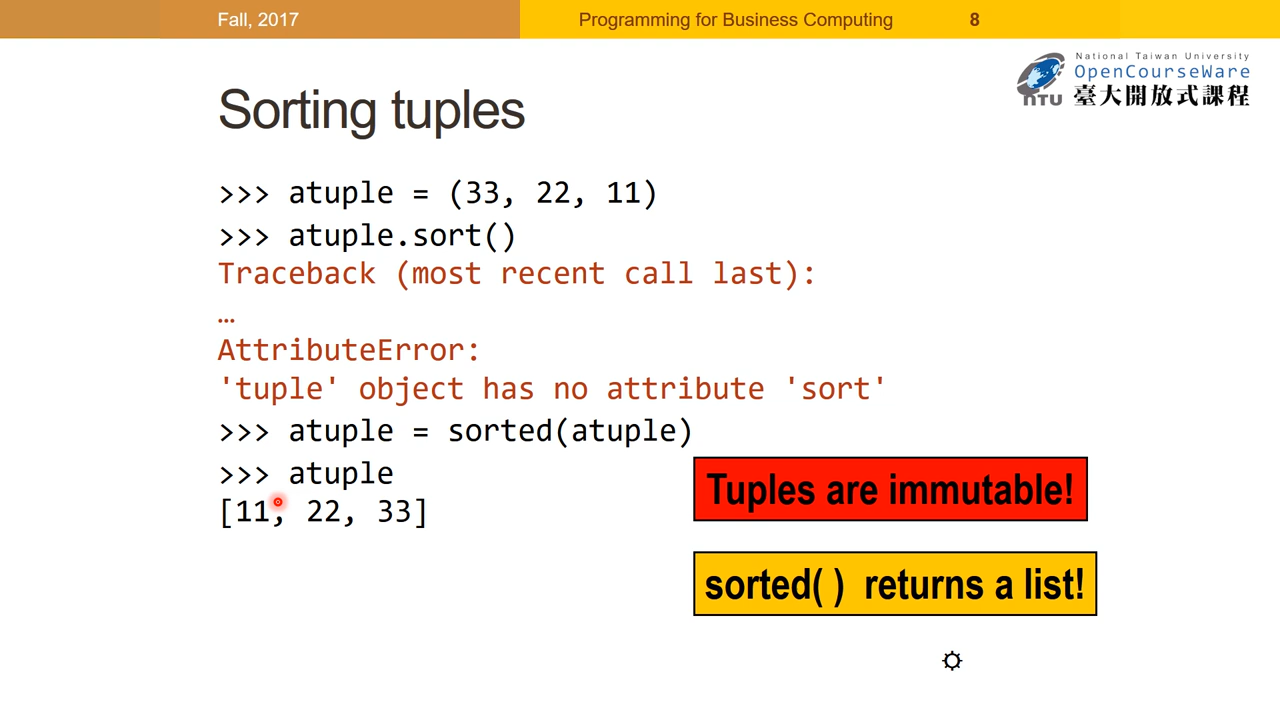 Fall, 2017
Programming for Business Computing
8
National Taiwan University
OpenCourseWare
臺大開放式課程
NTU
Sorting tuples
>>> atuple = (33, 22, 11)
>>> atuple.sort()
Traceback (most recent call last):
…
AttributeError:
'tuple' object has no attribute 'sort'
>>> atuple = sorted(atuple)
>>> atuple
[11, 22, 33]
Tuples are immutable!
sorted( ) returns a list!